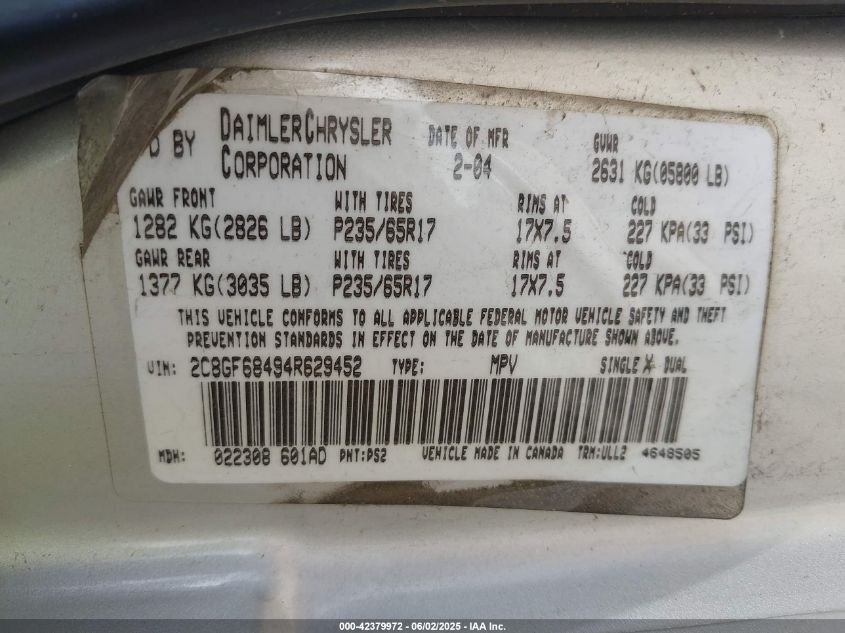 D BY DAIMLERCHRYSLER CORPORATION DATE OF MFR 2-04 GVWR 2631 KG(05800 LB)
GAWR FRONT WITH TIRES RIMS AT COLD
1282 KG(2826 LB) P235/65R17 17X7.5 227 KPA(33 PSI)
GAWR REAR WITH TIRES RIMS AT COLD
1377 KG(3035 LB) P235/65R17 17X7.5 227 KPA(33 PSI)
THIS VEHICLE CONFORMS TO ALL APPLICABLE FEDERAL MOTOR VEHICLE SAFETY AND THEFT
PREVENTION STANDARDS IN EFFECT ON THE DATE OF MANUFACTURE SHOWN ABOVE.
VIN: 2C8GF68494R629452 TYPE: MPV SINGLE X DUAL
MDH: 022308 601AD PNT:PS2 VEHICLE MADE IN CANADA TRM:ULL2 4648505
000-42379972 - 06/02/2025 - IAA Inc.